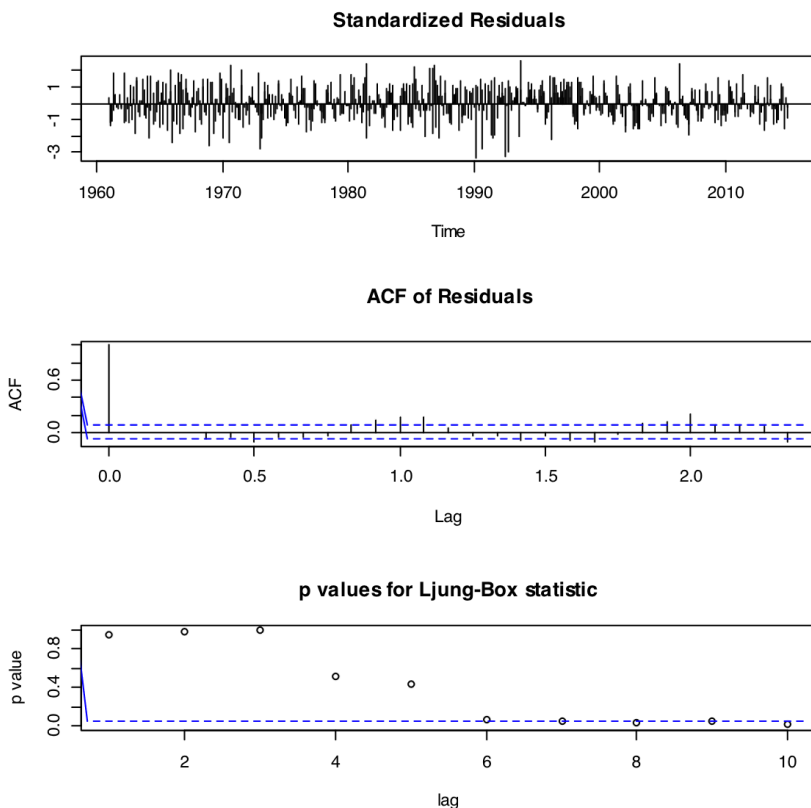 Standardized Residuals
1
-1
-3
1960 1970 1980 1990 2000 2010
Time
ACF of Residuals
ACF
0.6
0.0
0.0 0.5 1.0 1.5 2.0
Lag
p values for Ljung-Box statistic
p value
0.8
0.4
0.0
2 4 6 8 10
lag